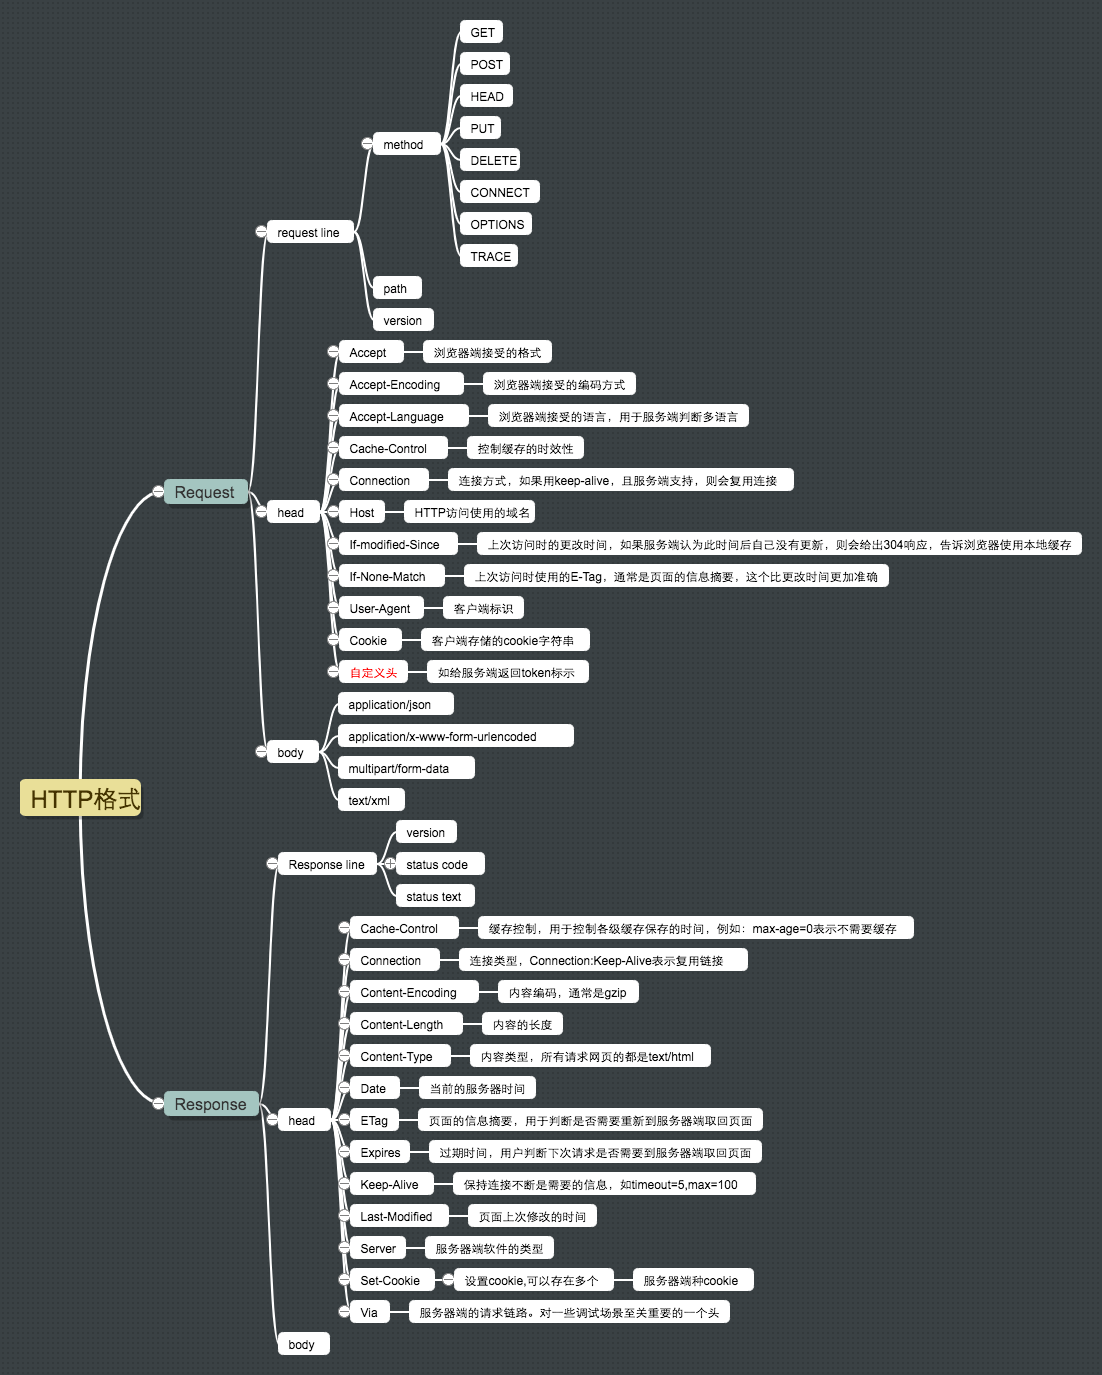 HTTP格式
Request
request line
method
GET
POST
HEAD
PUT
DELETE
CONNECT
OPTIONS
TRACE
path
version
head
Accept
浏览器端接受的格式
Accept-Encoding
浏览器端接受的编码方式
Accept-Language
浏览器端接受的语言，用于服务端判断多语言
Cache-Control
控制缓存的时效性
Connection
连接方式，如果用keep-alive，且服务端支持，则会复用连接
Host
HTTP访问使用的域名
If-modified-Since
上次访问时的更改时间，如果服务端认为此时间后自己没有更新，则会给出304响应，告诉浏览器使用本地缓存
If-None-Match
上次访问时使用的E-Tag，通常是页面的信息摘要，这个比更改时间更加准确
User-Agent
客户端标识
Cookie
客户端存储的cookie字符串
自定义头
如给服务端返回token标示
body
application/json
application/x-www-form-urlencoded
multipart/form-data
text/xml
Response
Response line
version
status code
status text
head
Cache-Control
缓存控制，用于控制各级缓存保存的时间，例如：max-age=0表示不需要缓存
Connection
连接类型，Connection:Keep-Alive表示复用链接
Content-Encoding
内容编码，通常是gzip
Content-Length
内容的长度
Content-Type
内容类型，所有请求网页的都是text/html
Date
当前的服务器时间
ETag
页面的信息摘要，用于判断是否需要重新到服务器端取回页面
Expires
过期时间，用户判断下次请求是否需要到服务器端取回页面
Keep-Alive
保持连接不断是需要的信息，如timeout=5,max=100
Last-Modified
页面上次修改的时间
Server
服务器端软件的类型
Set-Cookie
设置cookie,可以存在多个
服务器端种cookie
Via
服务器端的请求链路。对一些调试场景至关重要的一个头
body